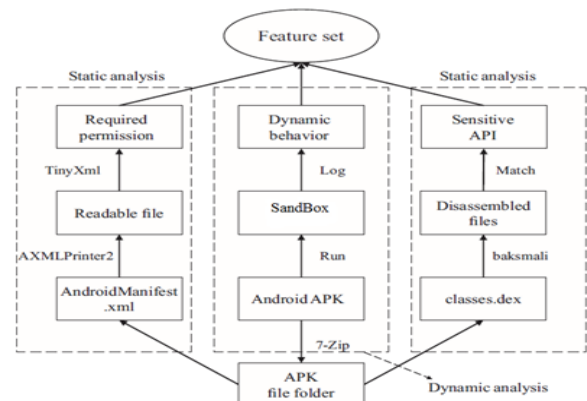 Feature set
Static analysis
Static analysis
Required
permission
Dynamic
behavior
Sensitive
API
TinyXml
Log
Match
Readable file
SandBox
Disassembled
files
AXMLPrinter2
Run
baksmali
AndroidManifest
.xml
Android APK
classes.dex
7-Zip
APK
file folder
Dynamic analysis